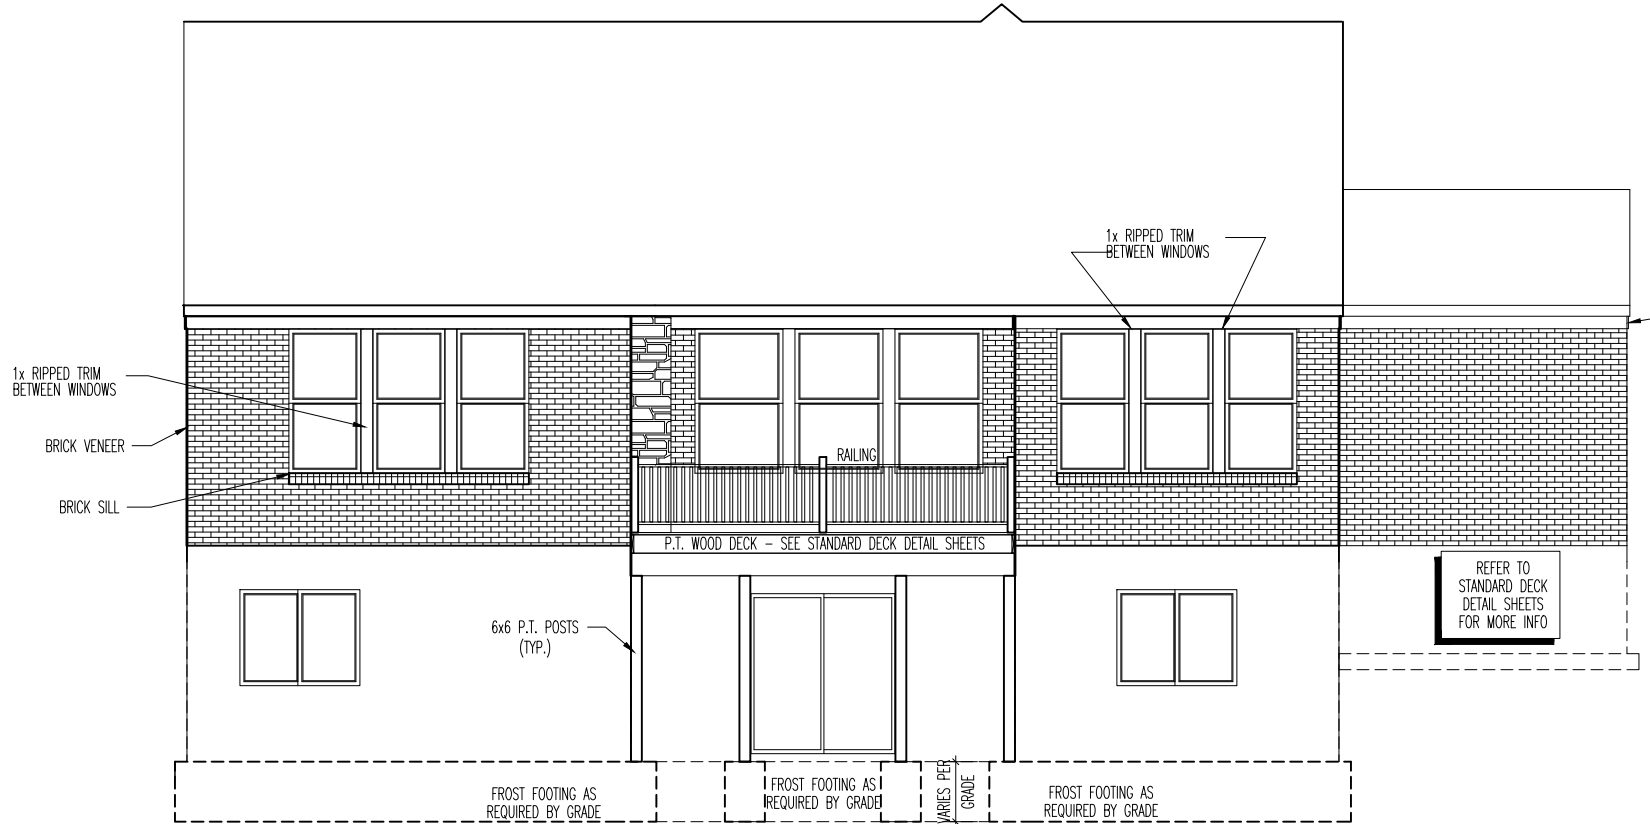 1x RIPPED TRIM
BETWEEN WINDOWS
1x RIPPED TRIM
BETWEEN WINDOWS
BRICK VENEER
RAILING
BRICK SILL
P.T. WOOD DECK – SEE STANDARD DECK DETAIL SHEETS
REFER TO
STANDARD DECK
DETAIL SHEETS
FOR MORE INFO
6x6 P.T. POSTS
(TYP.)
FROST FOOTING AS
REQUIRED BY GRADE
FROST FOOTING AS
REQUIRED BY GRADE
VARIES PER
GRADE
FROST FOOTING AS
REQUIRED BY GRADE